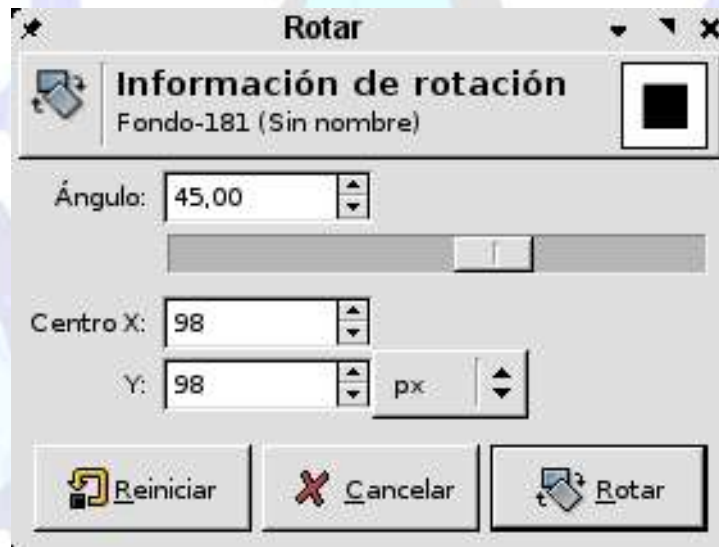 Rotar
Información de rotación
Fondo-181 (Sin nombre)
Ángulo: 45,00
Centro X: 98
Y: 98 px
Reiniciar Cancelar Rotar